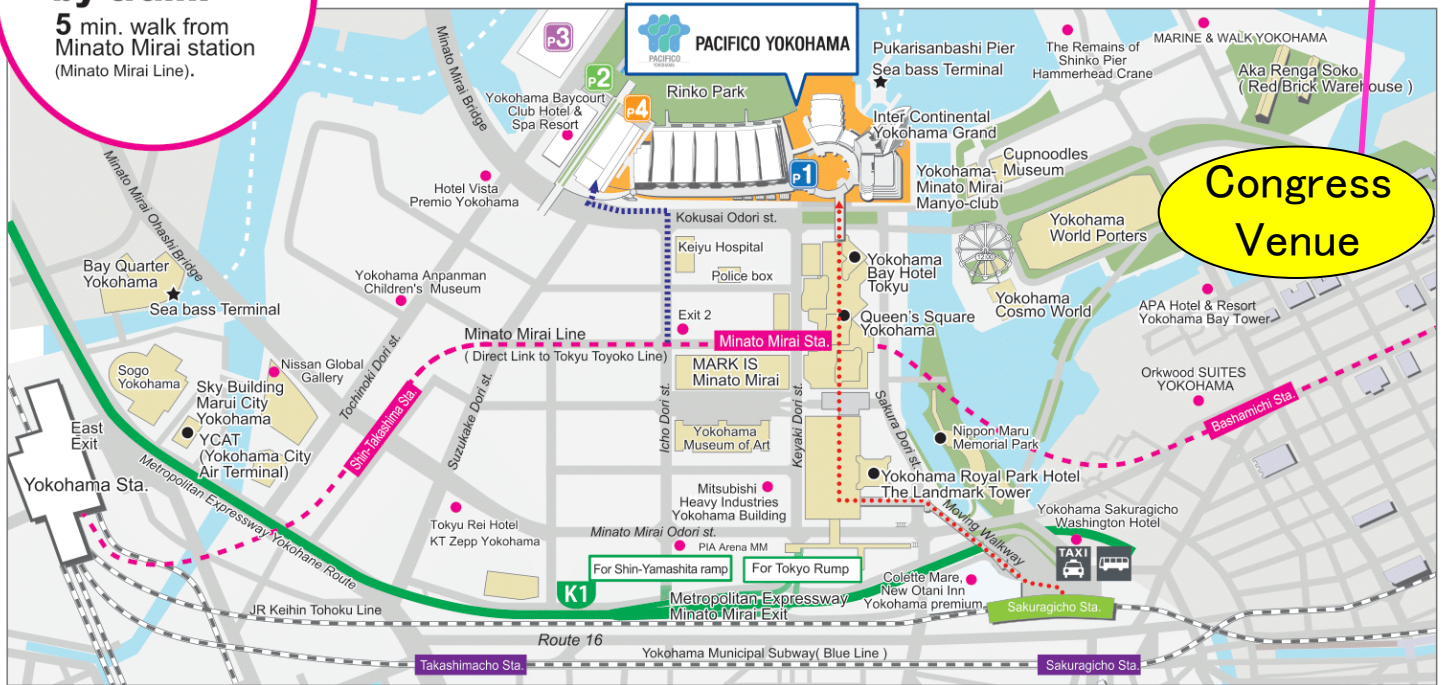 5 min. walk from
Minato Mirai station
(Minato Mirai Line).
Minato Mirai Bridge
P3
P2
P4
P1
PACIFICO
YOKOHAMA
PACIFICO YOKOHAMA
Rinko Park
Yokohama Baycourt
Club Hotel &
Spa Resort
Pukarisanbashi Pier
Sea bass Terminal
The Remains of
Shinko Pier
Hammerhead Crane
MARINE & WALK YOKOHAMA
Aka Renga Soko
( Red Brick Warehouse )
Inter Continental
Yokohama Grand
Cupnoodles
Museum
Yokohama-
Minato Mirai
Manyo-club
Congress
Venue
Yokohama
World Porters
Minato Mirai Ohashi Bridge
Hotel Vista
Premio Yokohama
Kokusai Odori st.
Keiyu Hospital
Police box
Yokohama
Bay Hotel
Tokyu
Yokohama
Cosmo World
Bay Quarter
Yokohama
Sea bass Terminal
Yokohama Anpanman
Children's Museum
Exit 2
Queen's Square
Yokohama
APA Hotel & Resort
Yokohama Bay Tower
Minato Mirai Line
( Direct Link to Tokyu Toyoko Line)
Minato Mirai Sta.
MARK IS
Minato Mirai
Sogo
Yokohama
Nissan Global
Gallery
Sky Building
Marui City
Yokohama
YCAT
(Yokohama City
Air Terminal)
Tochinoki Dori st.
Shin-Takashima Sta.
Suzukake Dori st.
Icho Dori st.
Keyaki Dori st.
Sakura Dori st.
Orkwood SUITES
YOKOHAMA
Bashamichi Sta.
East
Exit
Yokohama Sta.
Yokohama
Museum of Art
Nippon Maru
Memorial Park
Yokohama Royal Park Hotel
The Landmark Tower
Metropolitan Expressway Yokohane Route
Mitsubishi
Heavy Industries
Yokohama Building
Tokyu Rei Hotel
KT Zepp Yokohama
Minato Mirai Odori st.
PIA Arena MM
Moving Walkway
Yokohama Sakuragicho
Washington Hotel
TAXI
For Shin-Yamashita ramp
For Tokyo Rump
K1
Metropolitan Expressway
Minato Mirai Exit
Colette Mare,
New Otani Inn
Yokohama premium,
Sakuragicho Sta.
JR Keihin Tohoku Line
Route 16
Yokohama Municipal Subway( Blue Line )
Takashimacho Sta.
Sakuragicho Sta.